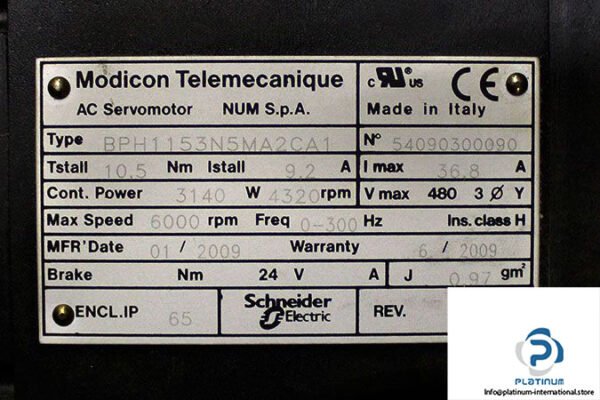 Modicon Telemecanique
AC Servomotor NUM S.p.A.
c RU US CE
Made in Italy
Type BPH1153N5MA2CA1 N° 54090300090
Tstall 10,5 Nm Istall 9,2 A I max 36,8 A
Cont. Power 3140 W 4320 rpm V max 480 3 Ø Y
Max Speed 6000 rpm Freq 0-300 Hz Ins. class H
MFR'Date 01 / 2009 Warranty 6 / 2009
Brake Nm 24 V A J 0,97 gm²
ENCL.IP 65 Schneider Electric REV.
PLATINUM
Info@platinum-international.store